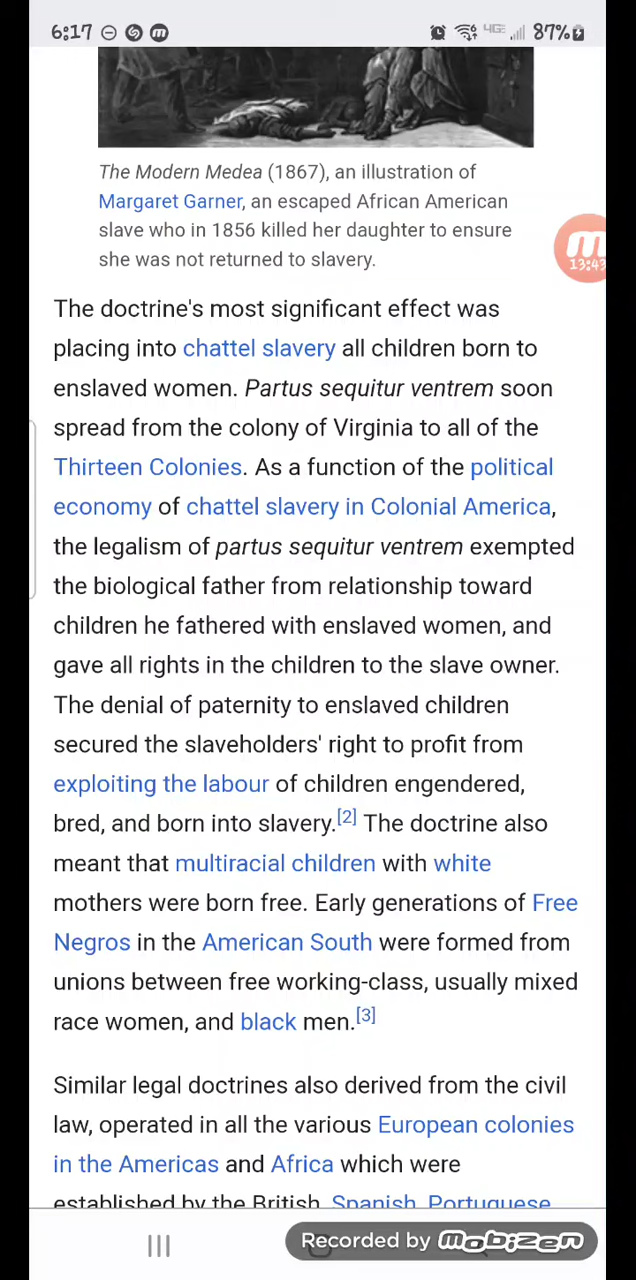 6:17
4GE 87%
The Modern Medea (1867), an illustration of
Margaret Garner, an escaped African American
slave who in 1856 killed her daughter to ensure
she was not returned to slavery.
13:43
The doctrine's most significant effect was
placing into chattel slavery all children born to
enslaved women. Partus sequitur ventrem soon
spread from the colony of Virginia to all of the
Thirteen Colonies. As a function of the political
economy of chattel slavery in Colonial America,
the legalism of partus sequitur ventrem exempted
the biological father from relationship toward
children he fathered with enslaved women, and
gave all rights in the children to the slave owner.
The denial of paternity to enslaved children
secured the slaveholders' right to profit from
exploiting the labour of children engendered,
bred, and born into slavery.[2] The doctrine also
meant that multiracial children with white
mothers were born free. Early generations of Free
Negros in the American South were formed from
unions between free working-class, usually mixed
race women, and black men.[3]
Similar legal doctrines also derived from the civil
law, operated in all the various European colonies
in the Americas and Africa which were
established by the British, Spanish, Portuguese
Recorded by mobizen